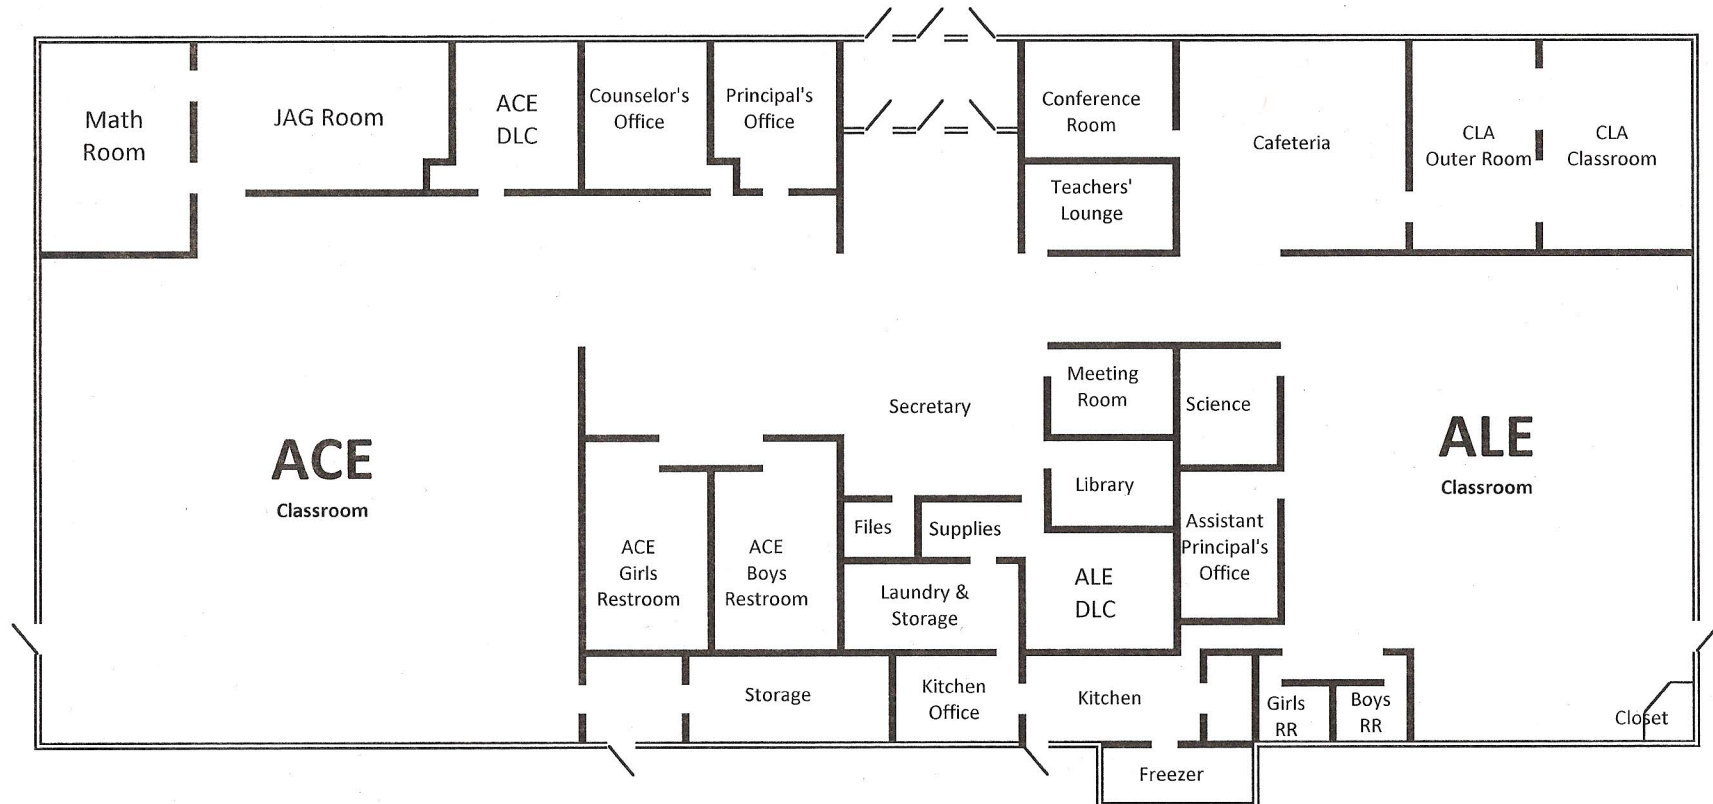 Math
Room
JAG Room
ACE
DLC
Counselor's
Office
Principal's
Office
Conference
Room
Teachers'
Lounge
Cafeteria
CLA
Outer Room
CLA
Classroom
ACE
Classroom
Secretary
Meeting
Room
Science
Library
ALE
Classroom
Files
Supplies
Assistant
Principal's
Office
ACE
Girls
Restroom
ACE
Boys
Restroom
Laundry &
Storage
ALE
DLC
Storage
Kitchen
Office
Kitchen
Girls
RR
Boys
RR
Closet
Freezer